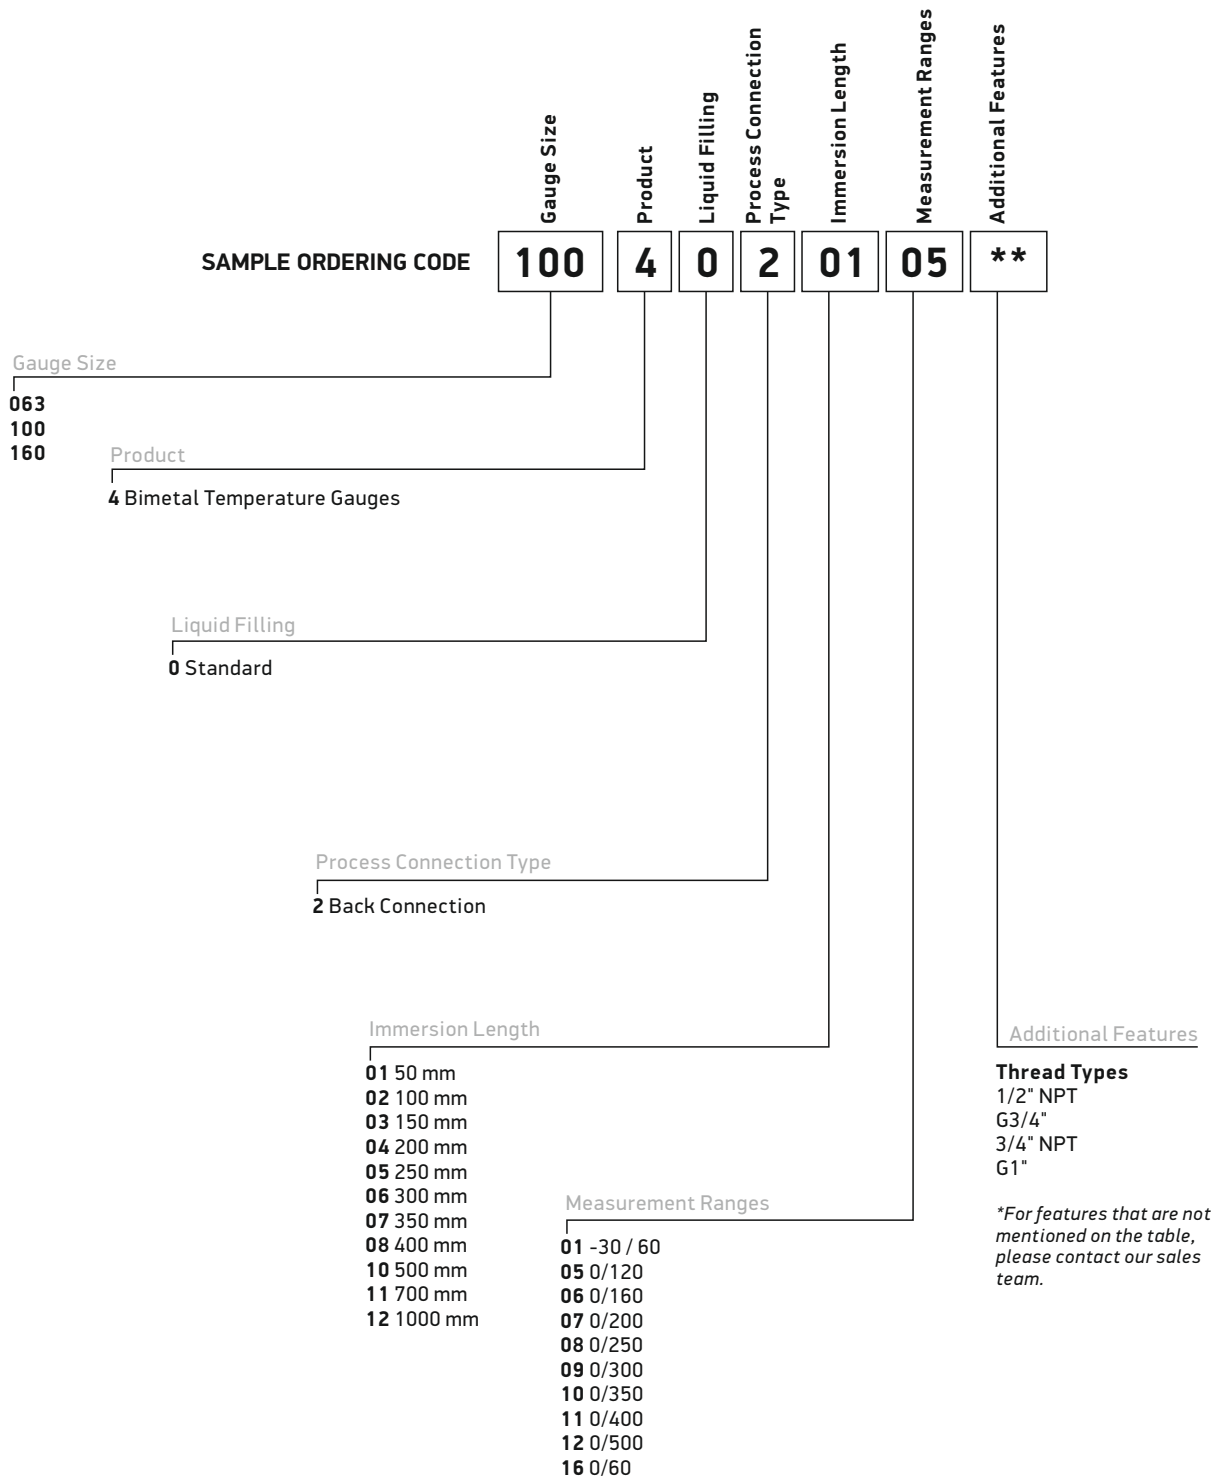 Gauge Size
Product
Liquid Filling
Process Connection
Type
Immersion Length
Measurement Ranges
Additional Features
SAMPLE ORDERING CODE 100 4 0 2 01 05 **
Gauge Size
063
100
160
Product
4 Bimetal Temperature Gauges
Liquid Filling
0 Standard
Process Connection Type
2 Back Connection
Immersion Length
01 50 mm
02 100 mm
03 150 mm
04 200 mm
05 250 mm
06 300 mm
07 350 mm
08 400 mm
10 500 mm
11 700 mm
12 1000 mm
Measurement Ranges
01 -30 / 60
05 0/120
06 0/160
07 0/200
08 0/250
09 0/300
10 0/350
11 0/400
12 0/500
16 0/60
Additional Features
Thread Types
1/2" NPT
G3/4"
3/4" NPT
G1"
*For features that are not
mentioned on the table,
please contact our sales
team.